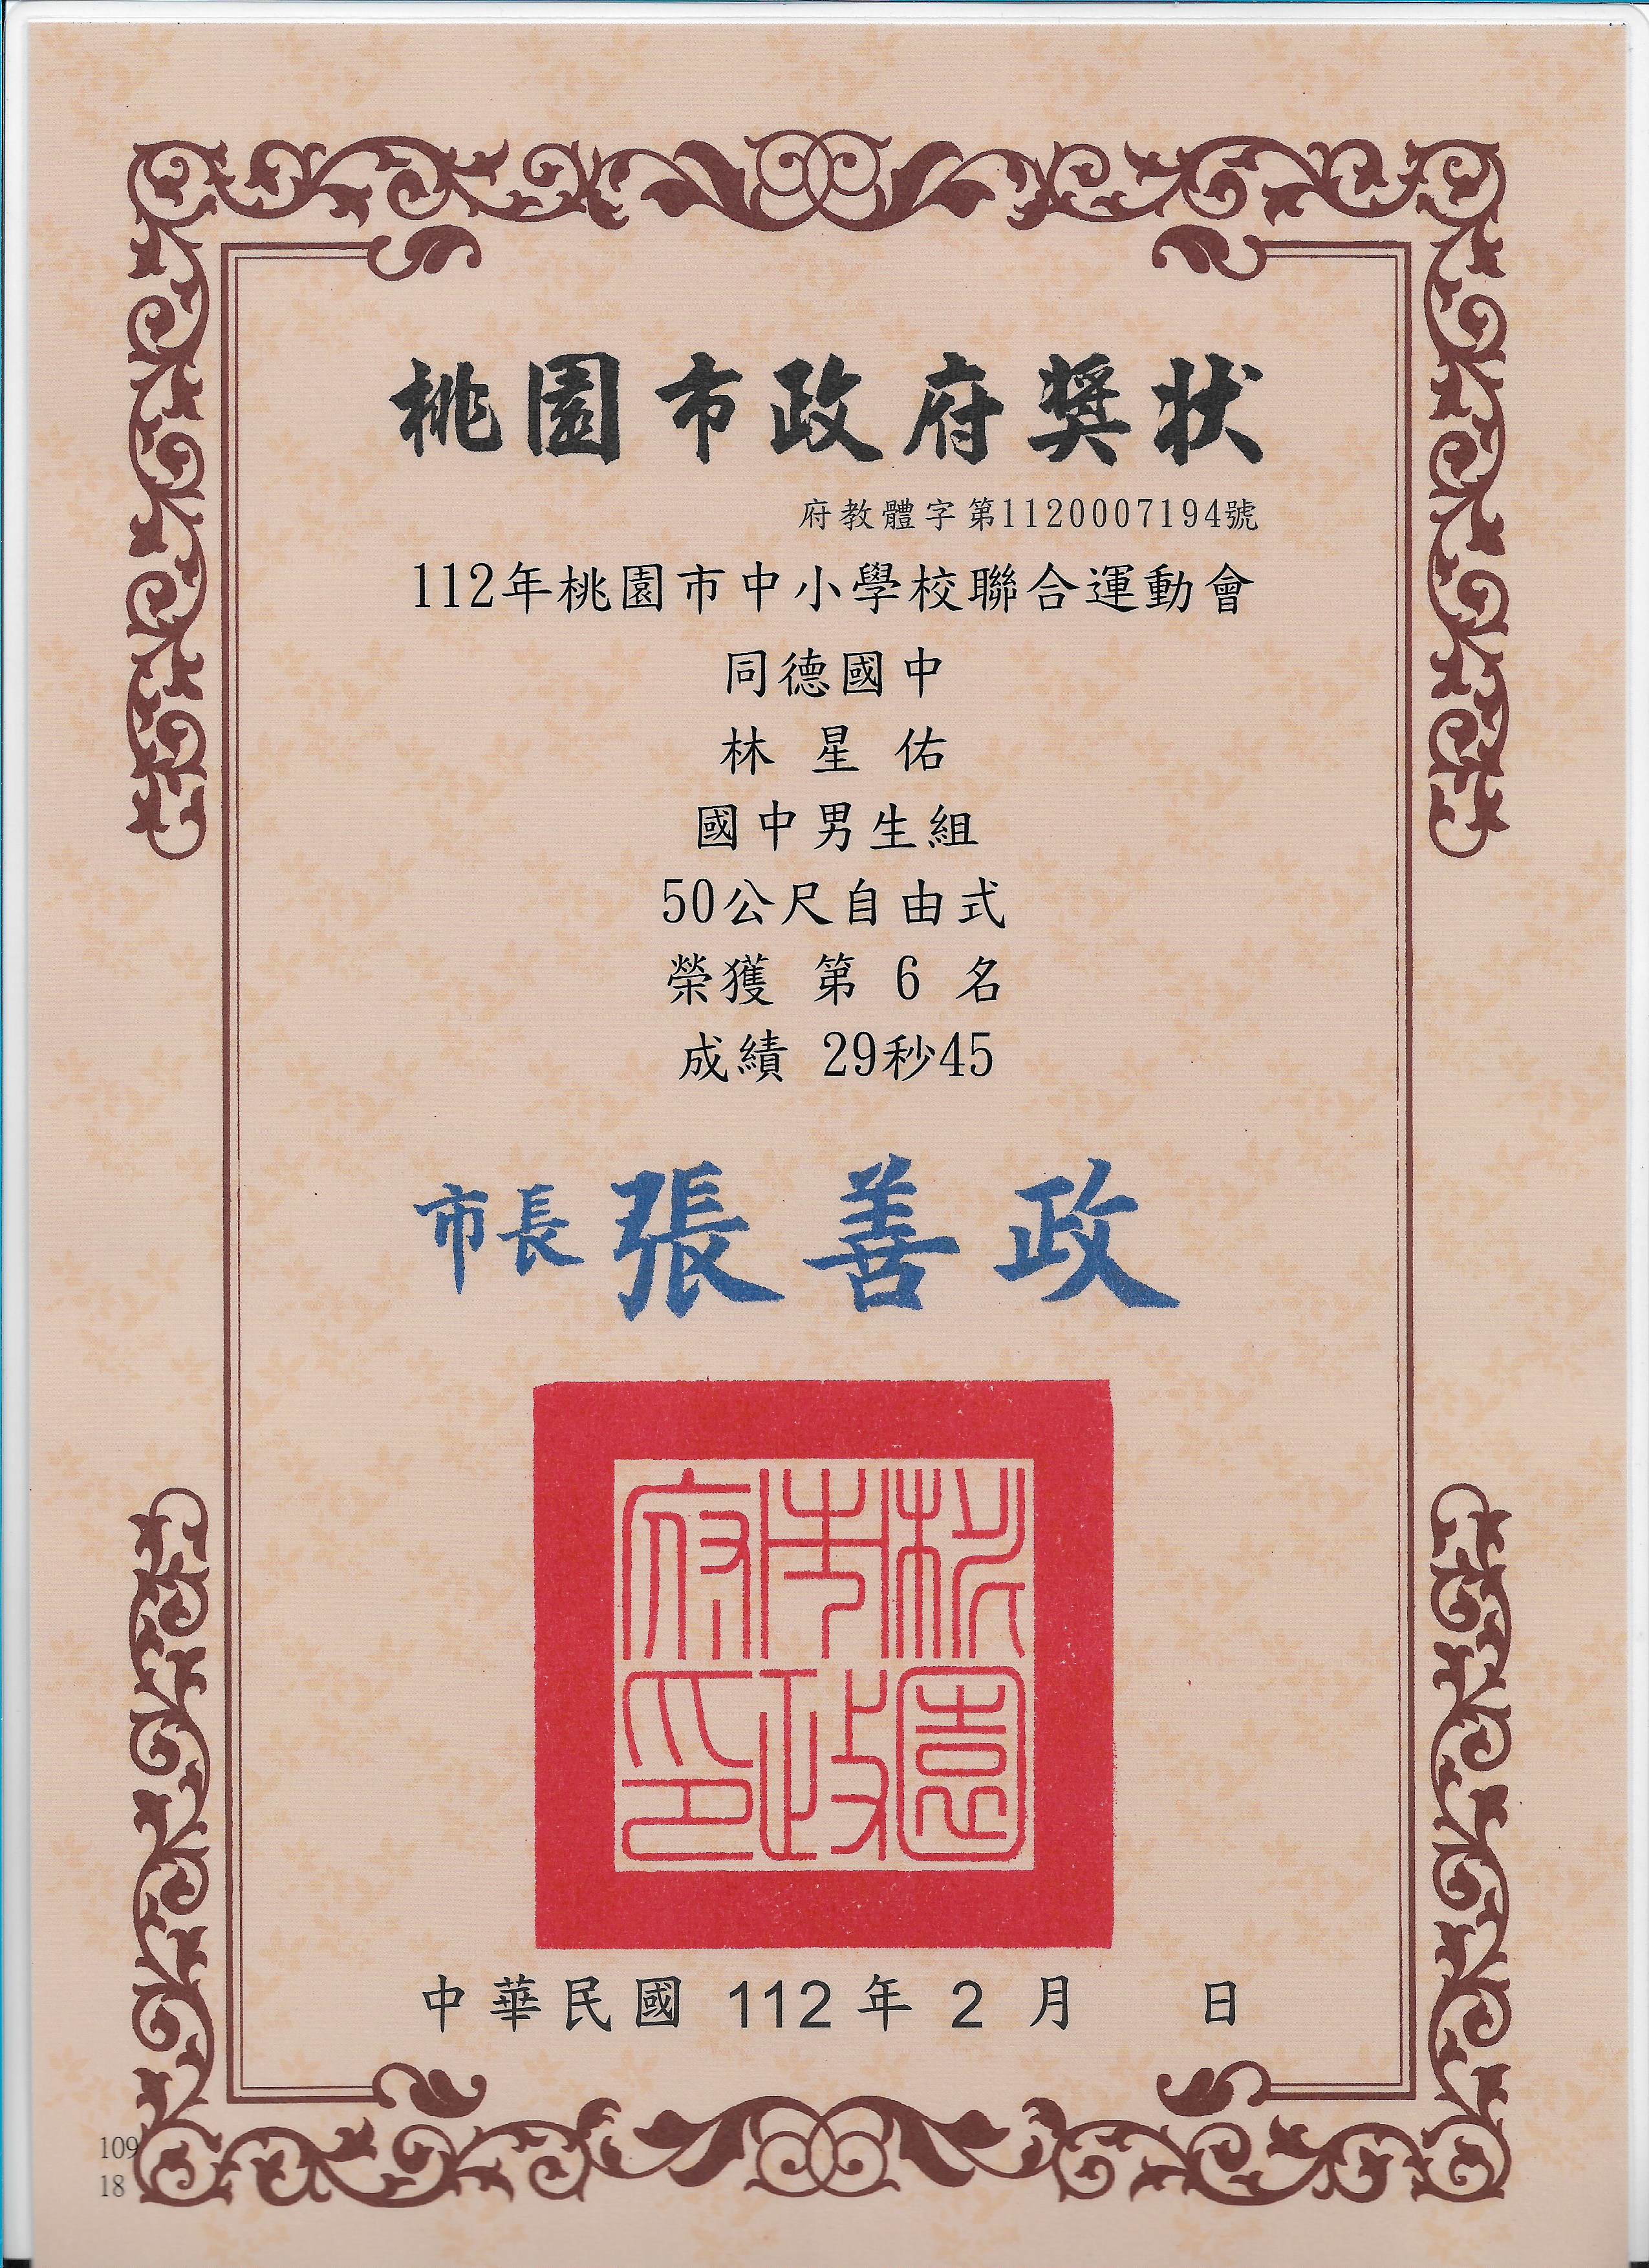 桃園市政府獎狀
府教體字第1120007194號
112年桃園市中小學校聯合運動會
同德國中
林星佑
國中男生組
50公尺自由式
榮獲 第 6 名
成績 29秒45
市長 張善政
桃園市政府印
中華民國 112 年 2 月 日
109
18